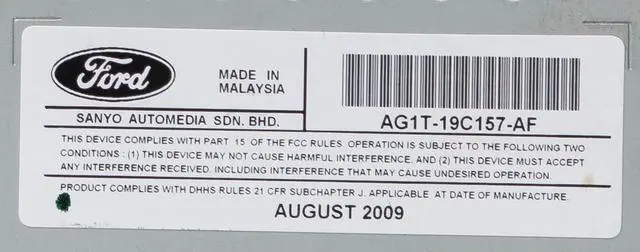 Ford
MADE IN
MALAYSIA
SANYO AUTOMEDIA SDN. BHD.
AG1T-19C157-AF
THIS DEVICE COMPLIES WITH PART 15 OF THE FCC RULES. OPERATION IS SUBJECT TO THE FOLLOWING TWO
CONDITIONS : (1) THIS DEVICE MAY NOT CAUSE HARMFUL INTERFERENCE, AND (2) THIS DEVICE MUST ACCEPT
ANY INTERFERENCE RECEIVED, INCLUDING INTERFERENCE THAT MAY CAUSE UNDESIRED OPERATION.
PRODUCT COMPLIES WITH DHHS RULES 21 CFR SUBCHAPTER J. APPLICABLE AT DATE OF MANUFACTURE.
AUGUST 2009